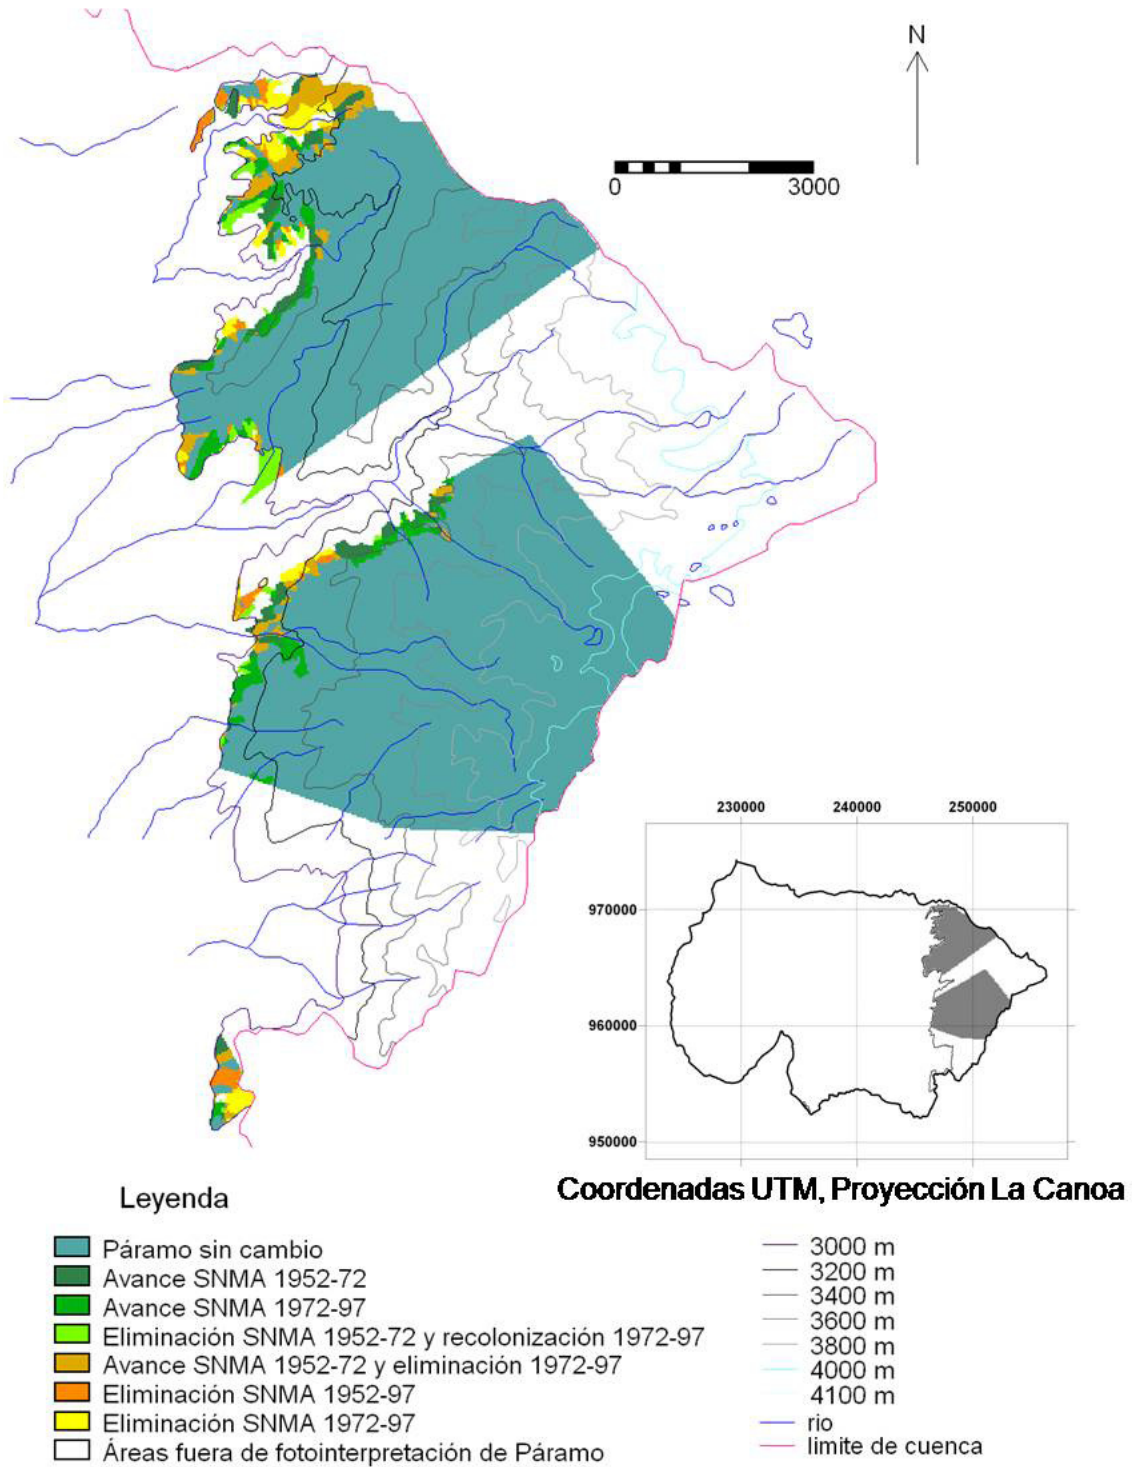 N
0 3000
230000 240000 250000
970000
960000
950000
Coordenadas UTM, Proyección La Canoa
Leyenda
Páramo sin cambio
Avance SNMA 1952-72
Avance SNMA 1972-97
Eliminación SNMA 1952-72 y recolonización 1972-97
Avance SNMA 1952-72 y eliminación 1972-97
Eliminación SNMA 1952-97
Eliminación SNMA 1972-97
Áreas fuera de fotointerpretación de Páramo
3000 m
3200 m
3400 m
3600 m
3800 m
4000 m
4100 m
rio
limite de cuenca